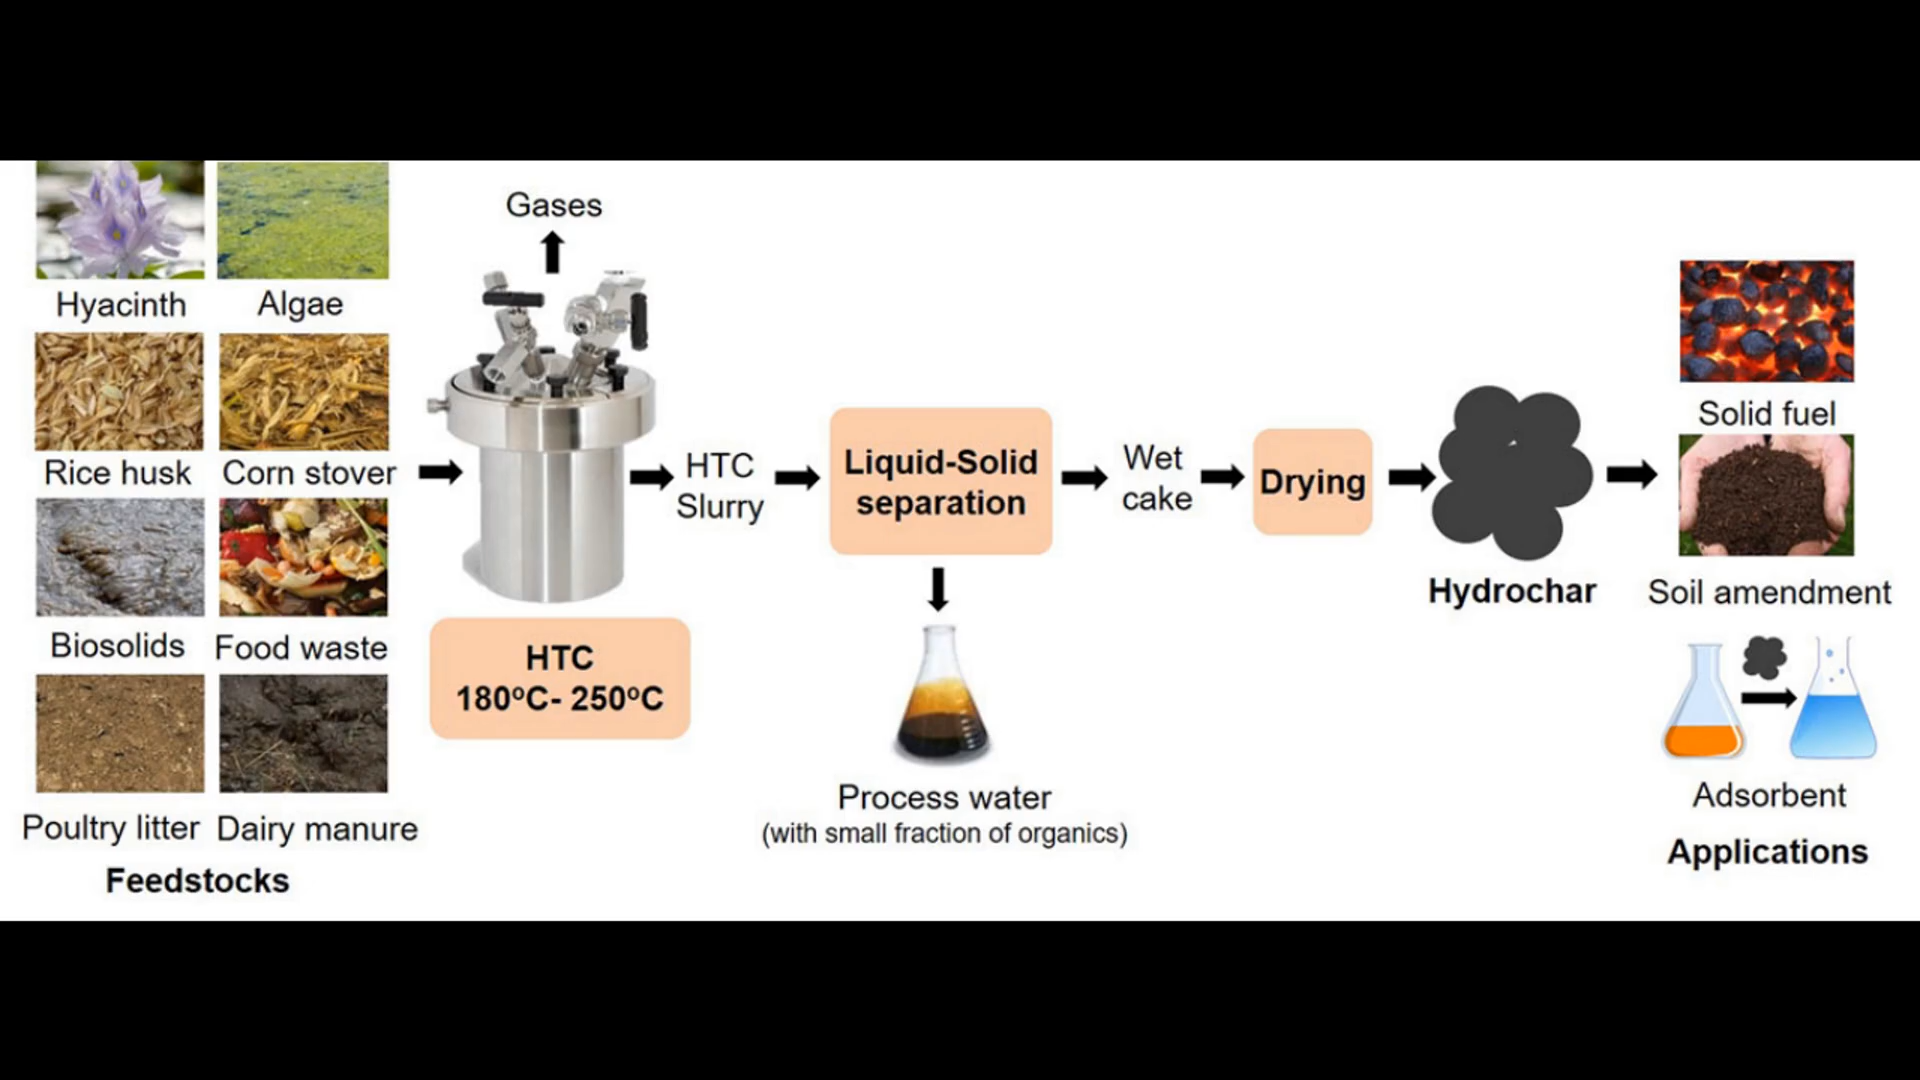 Gases
Hyacinth
Algae
Rice husk
Corn stover
Biosolids
Food waste
Poultry litter
Dairy manure
Feedstocks
HTC
180ºC- 250ºC
HTC
Slurry
Liquid-Solid
separation
Process water
(with small fraction of organics)
Wet
cake
Drying
Hydrochar
Solid fuel
Soil amendment
Adsorbent
Applications